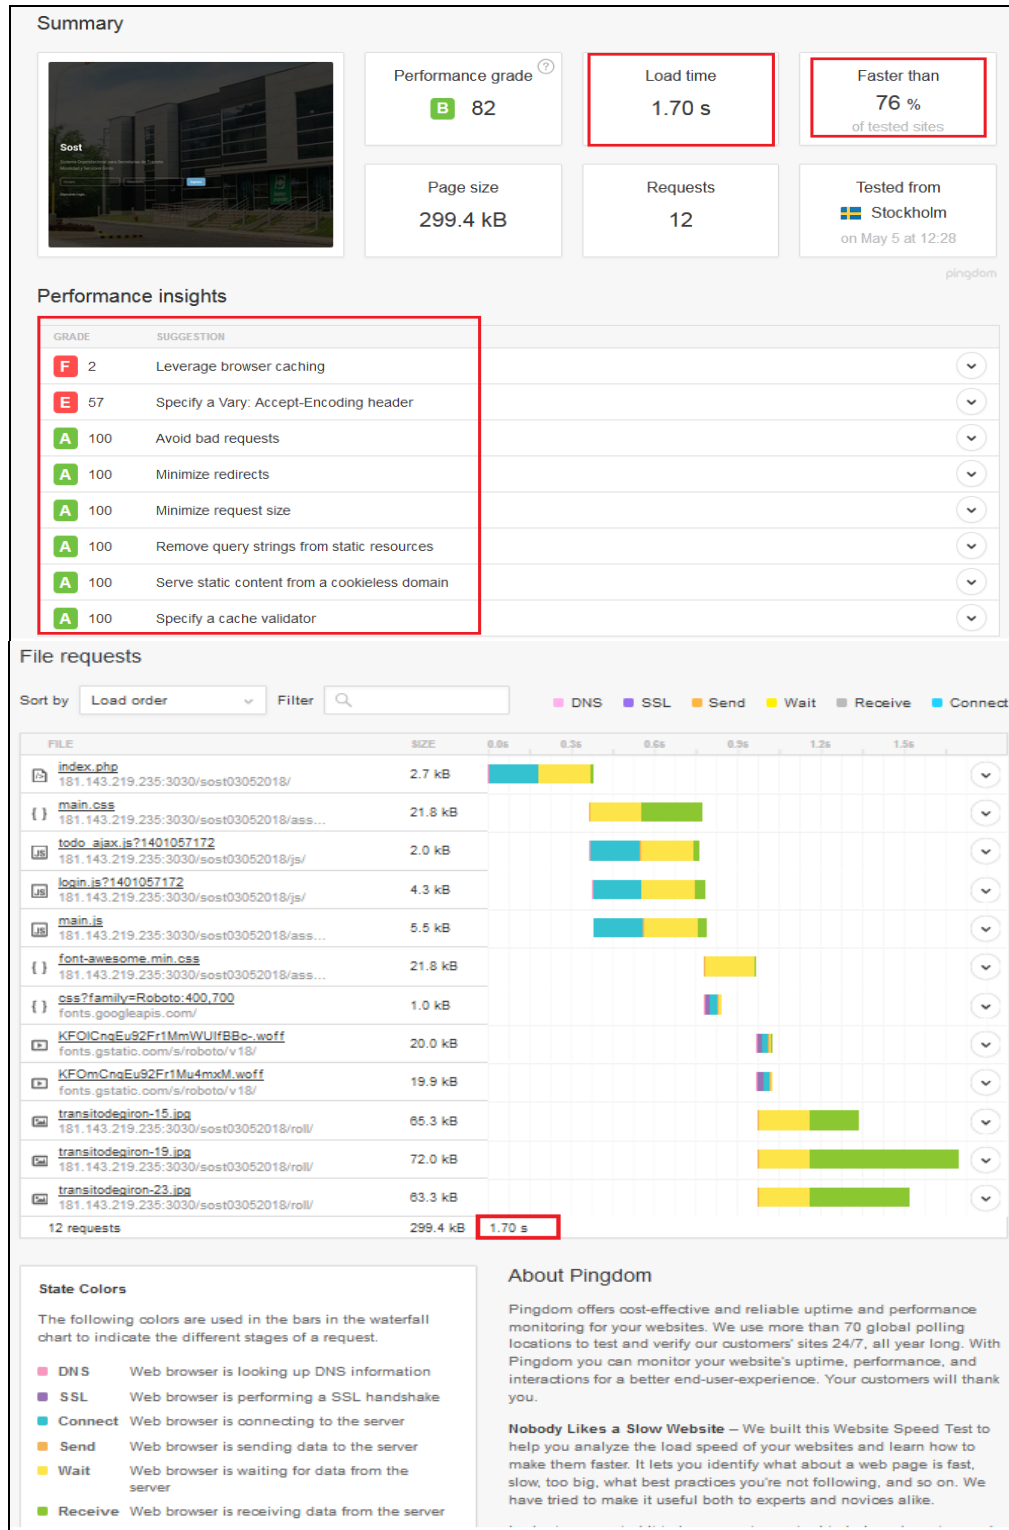 Summary
Performance grade ?
B 82
Load time
1.70 s
Faster than
76 %
of tested sites
Sost
Page size
299.4 kB
Requests
12
Tested from
Stockholm
on May 5 at 12:28
pingdom
Performance insights
GRADE SUGGESTION
F 2 Leverage browser caching
E 57 Specify a Vary: Accept-Encoding header
A 100 Avoid bad requests
A 100 Minimize redirects
A 100 Minimize request size
A 100 Remove query strings from static resources
A 100 Serve static content from a cookieless domain
A 100 Specify a cache validator
File requests
Sort by Load order Filter
DNS SSL Send Wait Receive Connect
FILE SIZE 0.0s 0.3s 0.6s 0.9s 1.2s 1.5s
index.php
181.143.219.235:3030/sost03052018/ 2.7 kB
main.css
181.143.219.235:3030/sost03052018/ass... 21.8 kB
todo_ajax.js?1401057172
181.143.219.235:3030/sost03052018/js/ 2.0 kB
login.js?1401057172
181.143.219.235:3030/sost03052018/js/ 4.3 kB
main.js
181.143.219.235:3030/sost03052018/ass... 5.5 kB
font-awesome.min.css
181.143.219.235:3030/sost03052018/ass... 21.8 kB
css?family=Roboto:400,700
fonts.googleapis.com/ 1.0 kB
KFOlCnqEu92Fr1MmWUlfBBc-.woff
fonts.gstatic.com/s/roboto/v18/ 20.0 kB
KFOmCnqEu92Fr1Mu4mxM.woff
fonts.gstatic.com/s/roboto/v18/ 19.9 kB
transitodegiron-15.jpg
181.143.219.235:3030/sost03052018/roll/ 65.3 kB
transitodegiron-19.jpg
181.143.219.235:3030/sost03052018/roll/ 72.0 kB
transitodegiron-23.jpg
181.143.219.235:3030/sost03052018/roll/ 63.3 kB
12 requests 299.4 kB 1.70 s
State Colors
The following colors are used in the bars in the waterfall
chart to indicate the different stages of a request.
DNS Web browser is looking up DNS information
SSL Web browser is performing a SSL handshake
Connect Web browser is connecting to the server
Send Web browser is sending data to the server
Wait Web browser is waiting for data from the
server
Receive Web browser is receiving data from the server
About Pingdom
Pingdom offers cost-effective and reliable uptime and performance
monitoring for your websites. We use more than 70 global polling
locations to test and verify our customers' sites 24/7, all year long. With
Pingdom you can monitor your website's uptime, performance, and
interactions for a better end-user-experience. Your customers will thank
you.
Nobody Likes a Slow Website – We built this Website Speed Test to
help you analyze the load speed of your websites and learn how to
make them faster. It lets you identify what about a web page is fast,
slow, too big, what best practices you're not following, and so on. We
have tried to make it useful both to experts and novices alike.